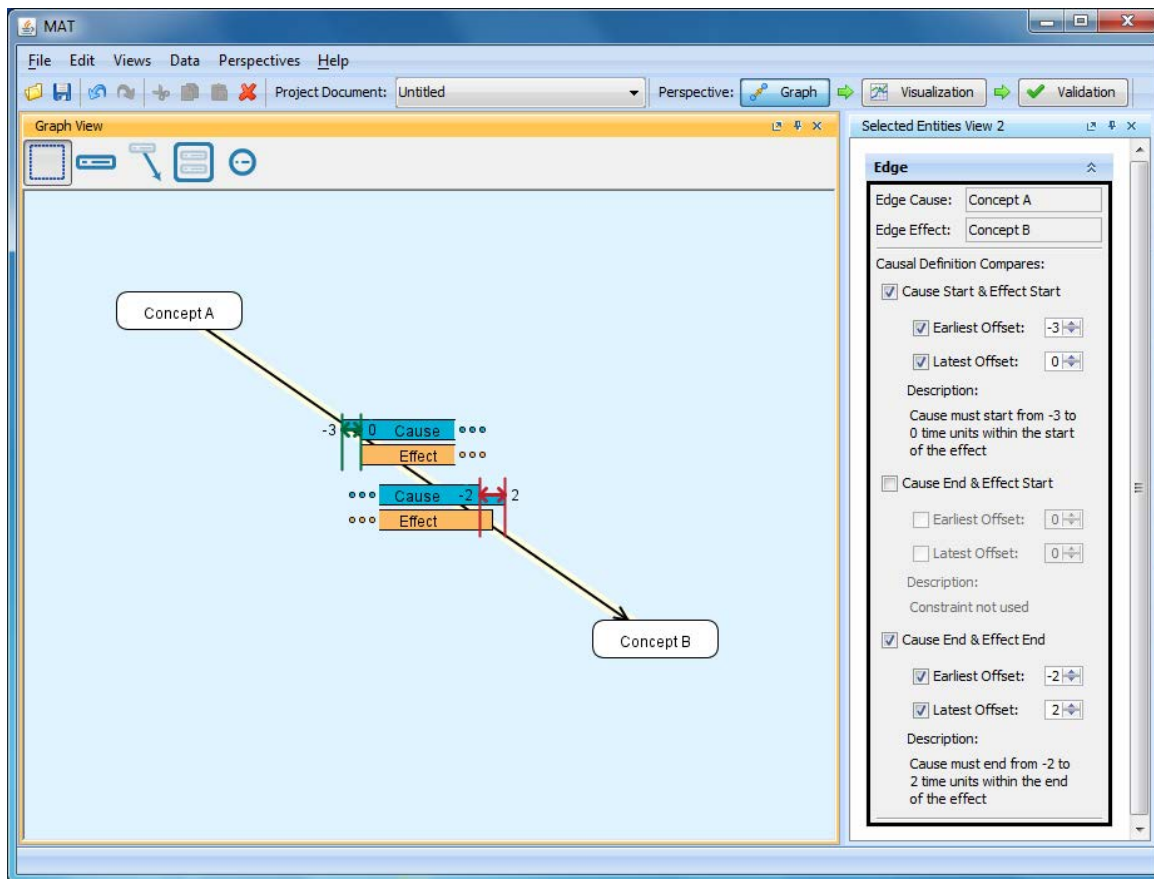 MAT
File Edit Views Data Perspectives Help
Project Document: Untitled Perspective: Graph Visualization Validation
Graph View
Selected Entities View 2
Edge
Edge Cause: Concept A
Edge Effect: Concept B
Causal Definition Compares:
Cause Start & Effect Start
Earliest Offset: -3
Latest Offset: 0
Description:
Cause must start from -3 to
0 time units within the start
of the effect
Cause End & Effect Start
Earliest Offset: 0
Latest Offset: 0
Description:
Constraint not used
Cause End & Effect End
Earliest Offset: -2
Latest Offset: 2
Description:
Cause must end from -2 to
2 time units within the end
of the effect
Concept A
-3 0 Cause
Effect
Cause -2 2
Effect
Concept B